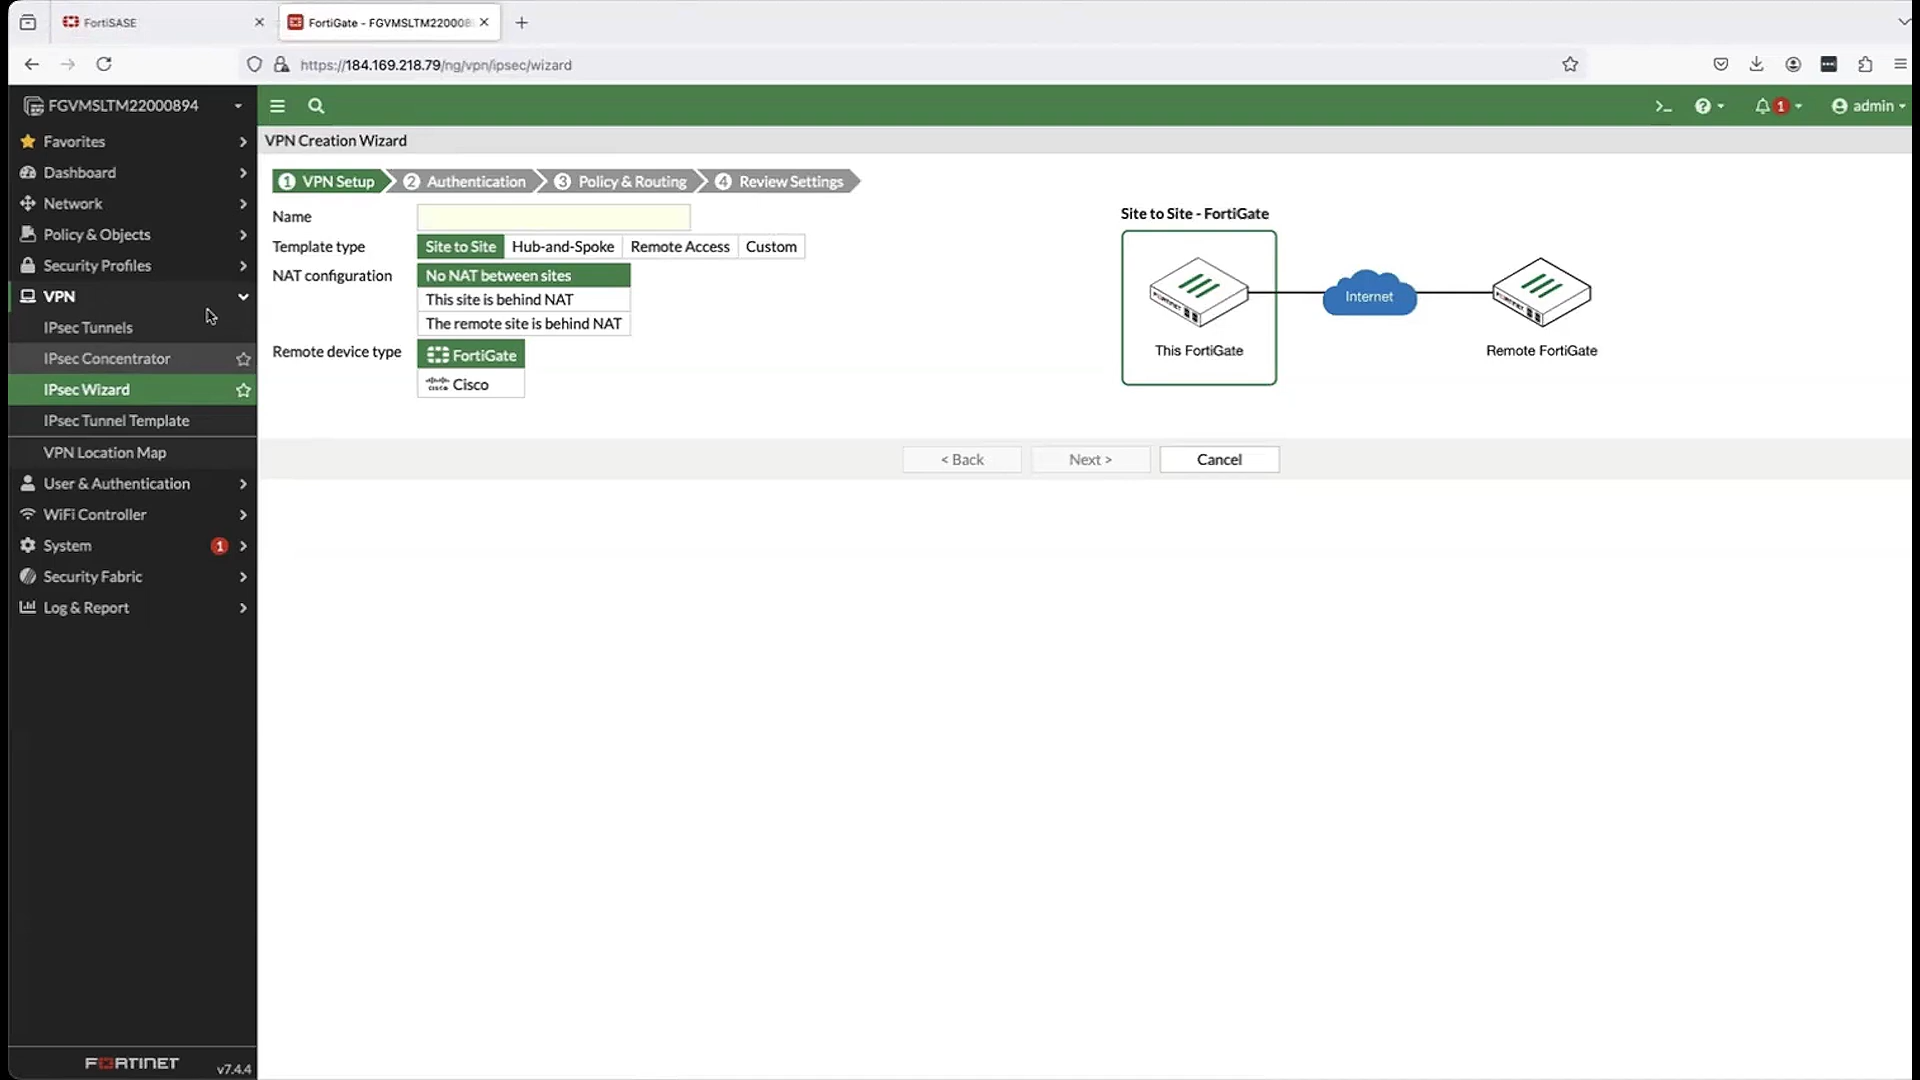 FortiSASE
FortiGate - FGVMSLTM220008
https://184.169.218.79/ng/vpn/ipsec/wizard
FGVMSLTM22000894
>_
1
admin
Favorites
Dashboard
Network
Policy & Objects
Security Profiles
VPN
IPsec Tunnels
IPsec Concentrator
IPsec Wizard
IPsec Tunnel Template
VPN Location Map
User & Authentication
WiFi Controller
System 1
Security Fabric
Log & Report
FORTINET
v7.4.4
VPN Creation Wizard
1 VPN Setup
2 Authentication
3 Policy & Routing
4 Review Settings
Name
Template type
Site to Site
Hub-and-Spoke
Remote Access
Custom
NAT configuration
No NAT between sites
This site is behind NAT
The remote site is behind NAT
Remote device type
FortiGate
Cisco
Site to Site - FortiGate
Internet
This FortiGate
Remote FortiGate
< Back
Next >
Cancel